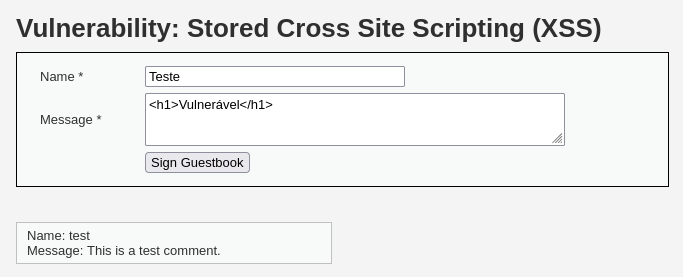 Vulnerability: Stored Cross Site Scripting (XSS)
Name * Teste
Message * <h1>Vulnerável</h1>
Sign Guestbook
Name: test
Message: This is a test comment.